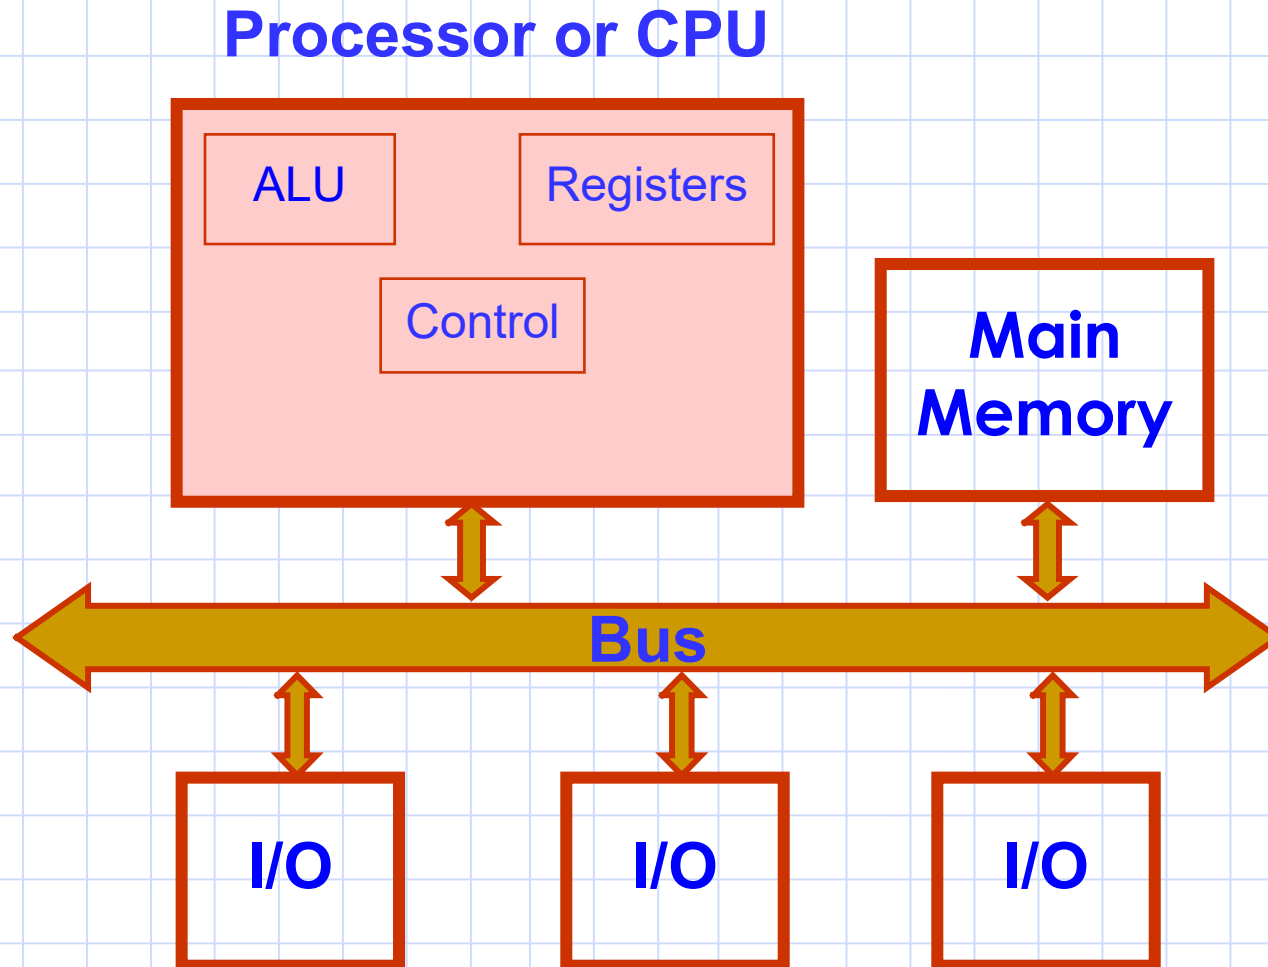 Processor or CPU
ALU
Registers
Control
Main
Memory
Bus
I/O
I/O
I/O